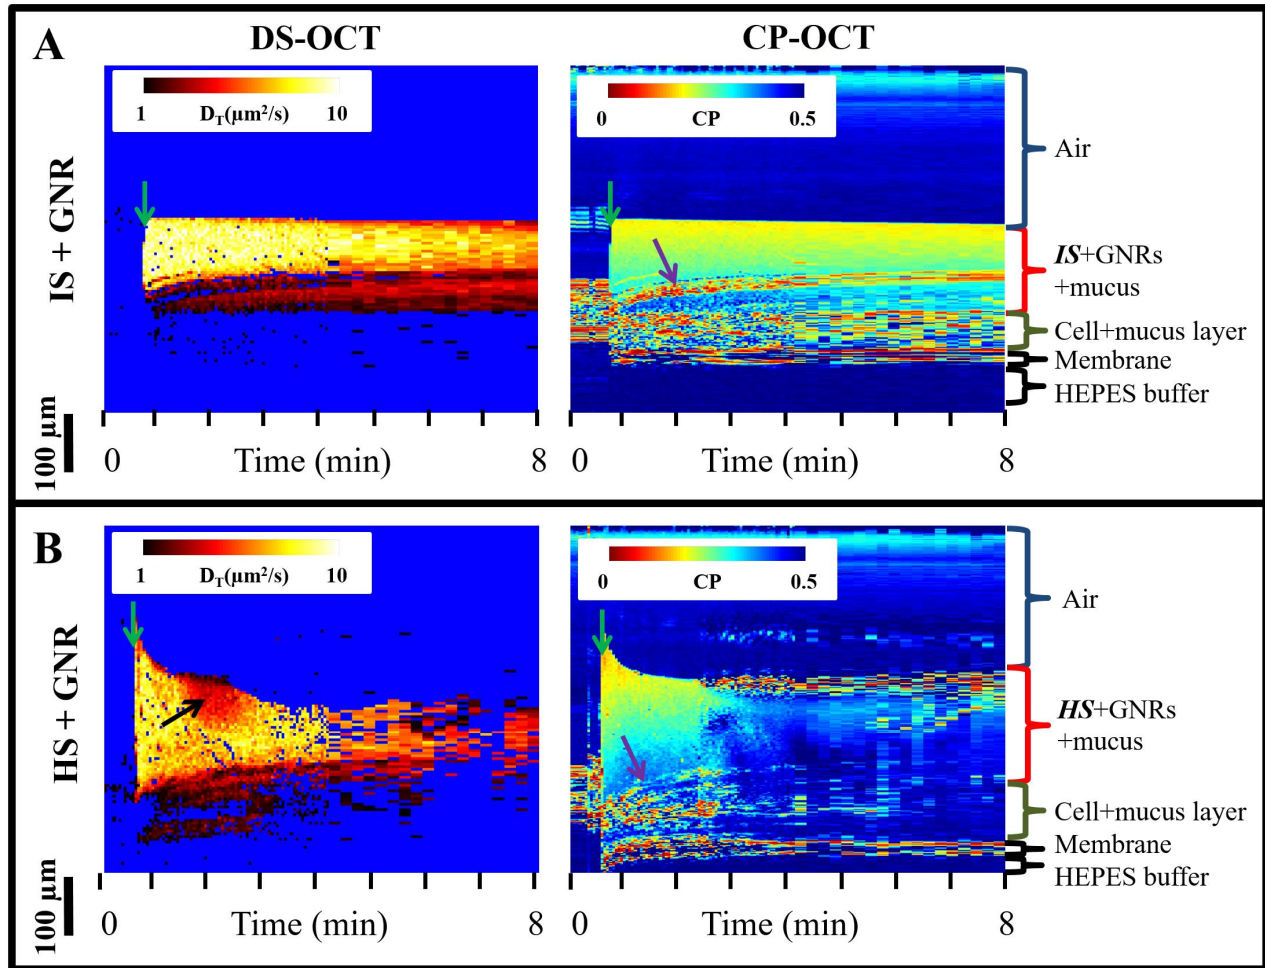 A
DS-OCT
CP-OCT
1 D_T(µm²/s) 10
0 CP 0.5
IS + GNR
Air
IS+GNRs
+mucus
Cell+mucus layer
Membrane
HEPES buffer
100 µm
0 Time (min) 8
0 Time (min) 8
B
1 D_T(µm²/s) 10
0 CP 0.5
HS + GNR
Air
HS+GNRs
+mucus
Cell+mucus layer
Membrane
HEPES buffer
100 µm
0 Time (min) 8
0 Time (min) 8